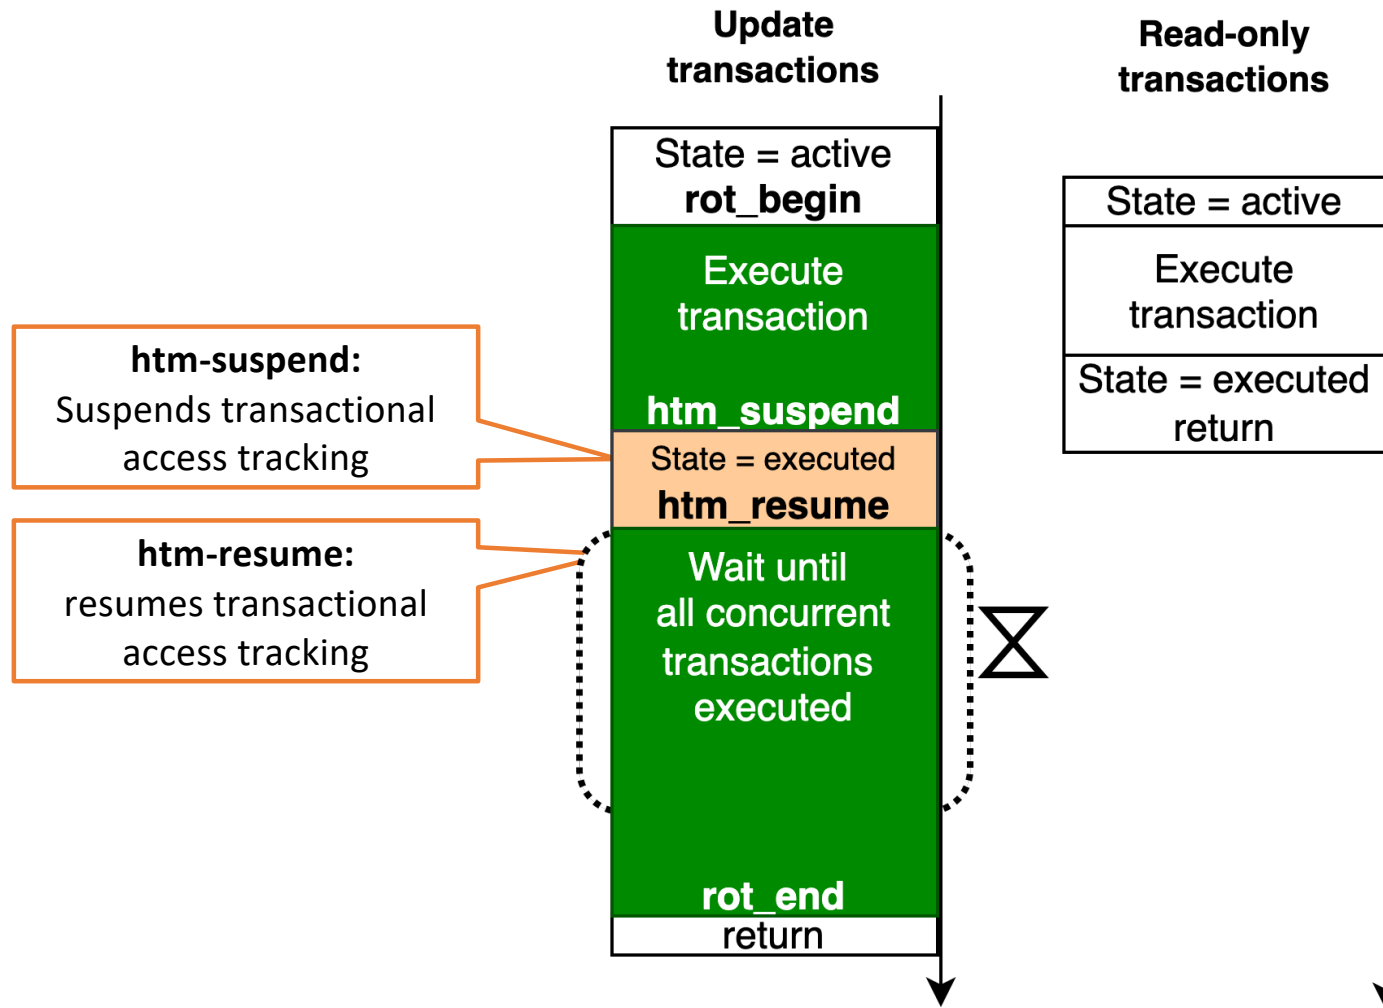 Update
transactions
State = active
rot_begin
Execute
transaction
htm_suspend
State = executed
htm_resume
Wait until
all concurrent
transactions
executed
rot_end
return
htm-suspend:
Suspends transactional
access tracking
htm-resume:
resumes transactional
access tracking
Read-only
transactions
State = active
Execute
transaction
State = executed
return